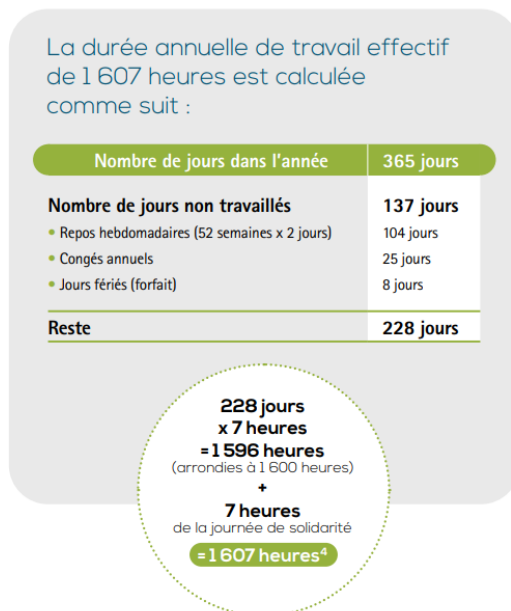 La durée annuelle de travail effectif
de 1 607 heures est calculée
comme suit :
Nombre de jours dans l'année 365 jours
Nombre de jours non travaillés 137 jours
• Repos hebdomadaires (52 semaines x 2 jours) 104 jours
• Congés annuels 25 jours
• Jours fériés (forfait) 8 jours
Reste 228 jours
228 jours
x 7 heures
= 1 596 heures
(arrondies à 1 600 heures)
+
7 heures
de la journée de solidarité
= 1 607 heures⁴